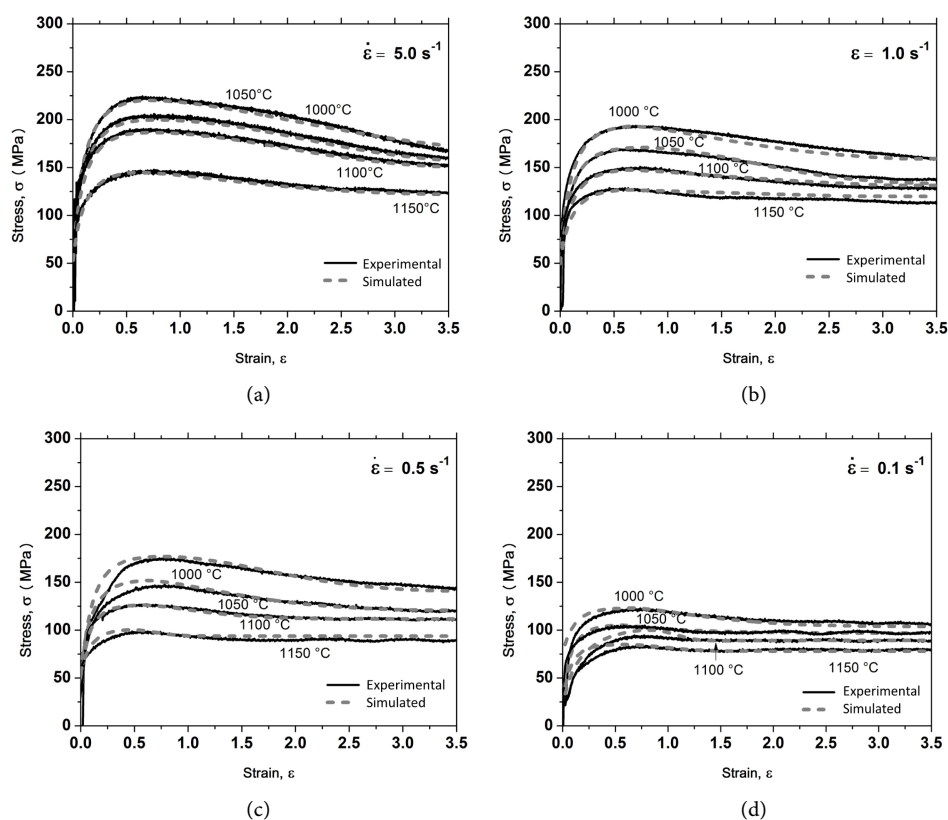 300
250
200
150
100
50
0
Stress, σ (MPa)
ε̇ = 5.0 s⁻¹
1050°C
1000°C
1100°C
1150°C
Experimental
Simulated
0.0 0.5 1.0 1.5 2.0 2.5 3.0 3.5
Strain, ε
(a)
300
250
200
150
100
50
0
Stress, σ (MPa)
ε = 1.0 s⁻¹
1000 °C
1050 °C
1100 °C
1150 °C
Experimental
Simulated
0.0 0.5 1.0 1.5 2.0 2.5 3.0 3.5
Strain, ε
(b)
300
250
200
150
100
50
0
Stress, σ (MPa)
ε̇ = 0.5 s⁻¹
1000 °C
1050 °C
1100 °C
1150 °C
Experimental
Simulated
0.0 0.5 1.0 1.5 2.0 2.5 3.0 3.5
Strain, ε
(c)
300
250
200
150
100
50
0
Stress, σ (MPa)
ε̇ = 0.1 s⁻¹
1000 °C
1050 °C
1100 °C
1150 °C
Experimental
Simulated
0.0 0.5 1.0 1.5 2.0 2.5 3.0 3.5
Strain, ε
(d)